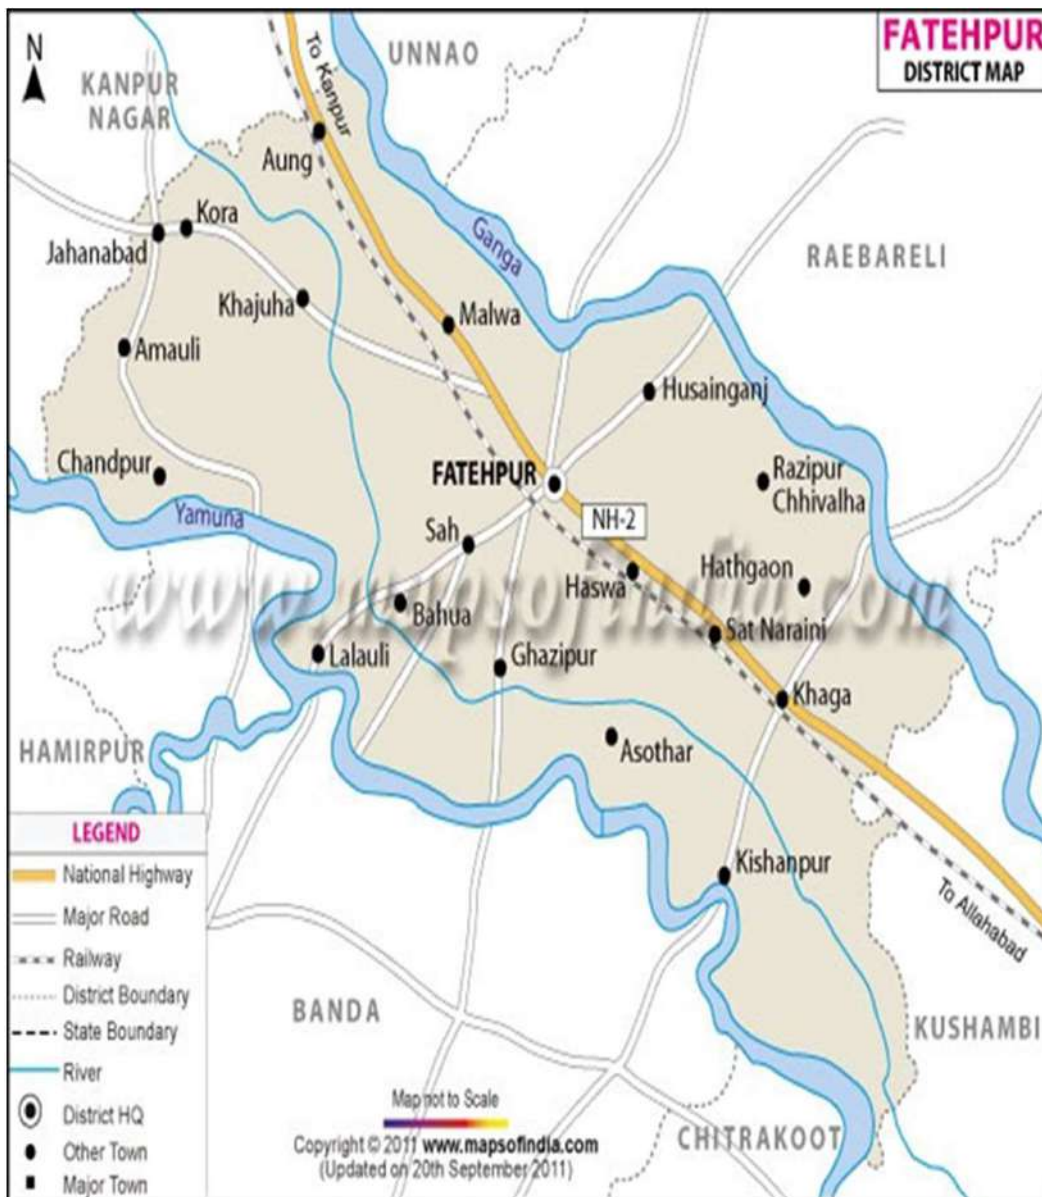 FATEHPUR
DISTRICT MAP
N
UNNAO
To Kanpur
KANPUR
NAGAR
Aung
Kora
Jahanabad
Ganga
RAEBARELI
Khajuha
Malwa
Amauli
Husainganj
Chandpur
FATEHPUR
Razipur
Chhivalha
Yamuna
NH-2
Sah
Haswa
Hathgaon
www.mapsofindia.com
Bahua
Sat Naraini
Lalauli
Ghazipur
Khaga
HAMIRPUR
Asothar
LEGEND
National Highway
Major Road
Railway
District Boundary
State Boundary
River
District HQ
Other Town
Major Town
Kishanpur
To Allahabad
BANDA
KUSHAMBI
CHITRAKOOT
Map not to Scale
Copyright © 2011 www.mapsofindia.com
(Updated on 20th September 2011)